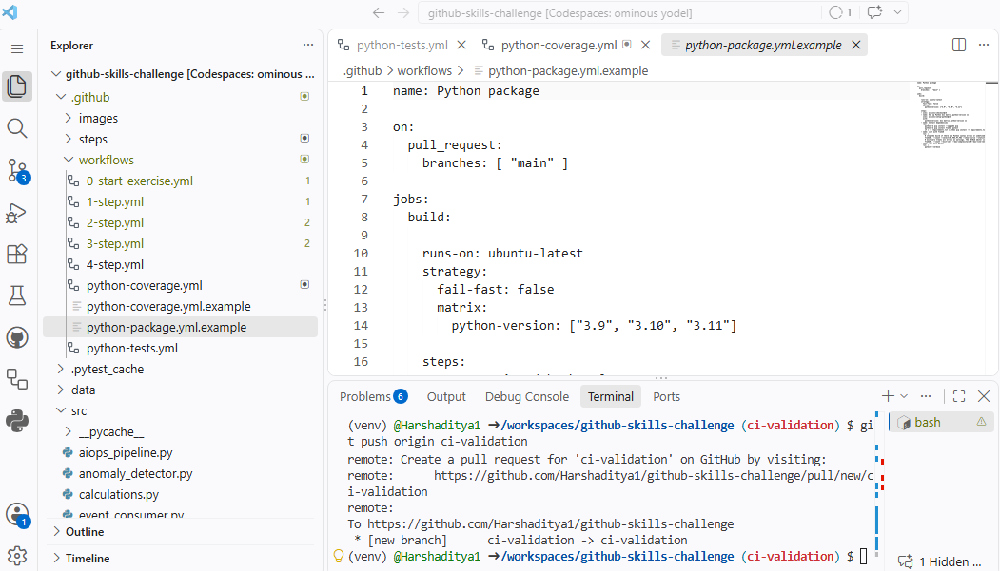 github-skills-challenge [Codespaces: ominous yodel]
1
Explorer
github-skills-challenge [Codespaces: ominous ...
.github
images
steps
workflows
0-start-exercise.yml 1
1-step.yml 1
2-step.yml 2
3-step.yml 2
4-step.yml
python-coverage.yml
python-coverage.yml.example
python-package.yml.example
python-tests.yml
.pytest_cache
data
src
__pycache__
aiops_pipeline.py
anomaly_detector.py
calculations.py
event_consumer.py
Outline
Timeline
3
1
python-tests.yml
python-coverage.yml
python-package.yml.example
.github > workflows > python-package.yml.example
1 name: Python package
2
3 on:
4   pull_request:
5     branches: [ "main" ]
6
7 jobs:
8   build:
9
10     runs-on: ubuntu-latest
11     strategy:
12       fail-fast: false
13       matrix:
14         python-version: ["3.9", "3.10", "3.11"]
15
16     steps:
Problems 6 Output Debug Console Terminal Ports
(venv) @Harshaditya1 ➜/workspaces/github-skills-challenge (ci-validation) $ gi
t push origin ci-validation
remote: Create a pull request for 'ci-validation' on GitHub by visiting:
remote:      https://github.com/Harshaditya1/github-skills-challenge/pull/new/c
i-validation
remote:
To https://github.com/Harshaditya1/github-skills-challenge
 * [new branch]      ci-validation -> ci-validation
(venv) @Harshaditya1 ➜/workspaces/github-skills-challenge (ci-validation) $
bash
1 Hidden ...